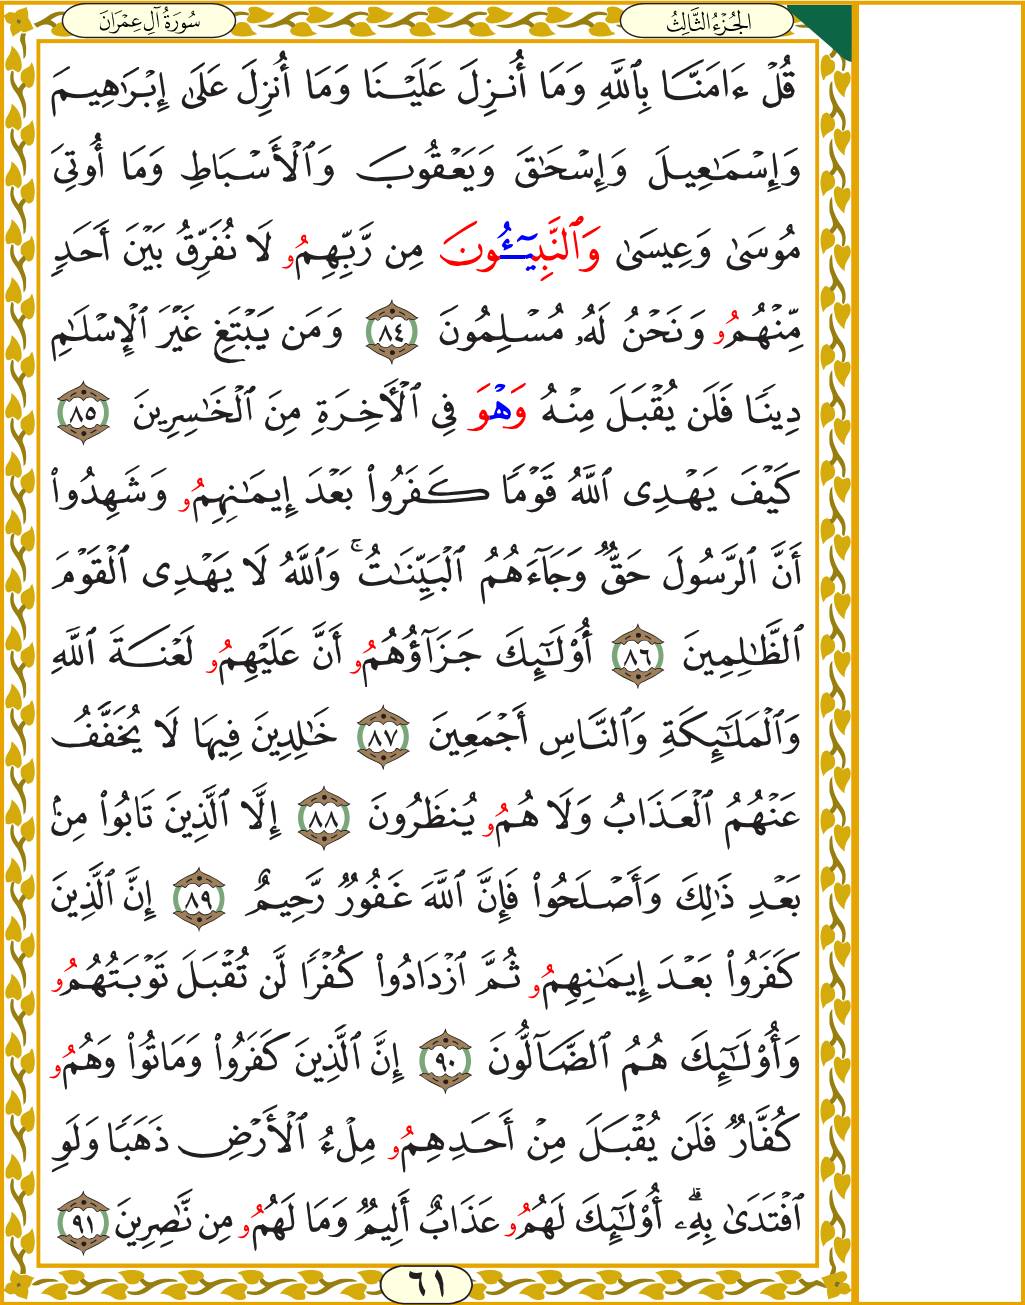 الجُزْءُ الثَّالِثُ
سُورَةُ آلِ عِمْرَانَ
قُلْ ءَامَنَّا بِٱللَّهِ وَمَا أُنزِلَ عَلَيْنَا وَمَا أُنزِلَ عَلَىٰ إِبْرَٰهِيمَ
وَإِسْمَٰعِيلَ وَإِسْحَٰقَ وَيَعْقُوبَ وَٱلْأَسْبَاطِ وَمَا أُوتِىَ
مُوسَىٰ وَعِيسَىٰ وَٱلنَّبِيٓـُٔونَ مِن رَّبِّهِمُو لَا نُفَرِّقُ بَيْنَ أَحَدٍ
مِّنْهُمُو وَنَحْنُ لَهُۥ مُسْلِمُونَ ٨٤ وَمَن يَبْتَغِ غَيْرَ ٱلْإِسْلَٰمِ
دِينًا فَلَن يُقْبَلَ مِنْهُ وَهْوَ فِى ٱلْأَخِرَةِ مِنَ ٱلْخَٰسِرِينَ ٨٥
كَيْفَ يَهْدِى ٱللَّهُ قَوْمًا كَفَرُواْ بَعْدَ إِيمَٰنِهِمُو وَشَهِدُواْ
أَنَّ ٱلرَّسُولَ حَقٌّ وَجَآءَهُمُ ٱلْبَيِّنَٰتُ ۚ وَٱللَّهُ لَا يَهْدِى ٱلْقَوْمَ
ٱلظَّٰلِمِينَ ٨٦ أُوْلَٰٓئِكَ جَزَآؤُهُمُو أَنَّ عَلَيْهِمُو لَعْنَةَ ٱللَّهِ
وَٱلْمَلَٰٓئِكَةِ وَٱلنَّاسِ أَجْمَعِينَ ٨٧ خَٰلِدِينَ فِيهَا لَا يُخَفَّفُ
عَنْهُمُ ٱلْعَذَابُ وَلَا هُمُو يُنظَرُونَ ٨٨ إِلَّا ٱلَّذِينَ تَابُواْ مِنۢ
بَعْدِ ذَٰلِكَ وَأَصْلَحُواْ فَإِنَّ ٱللَّهَ غَفُورٌ رَّحِيمٌ ٨٩ إِنَّ ٱلَّذِينَ
كَفَرُواْ بَعْدَ إِيمَٰنِهِمُو ثُمَّ ٱزْدَادُواْ كُفْرًا لَّن تُقْبَلَ تَوْبَتُهُمُو
وَأُوْلَٰٓئِكَ هُمُ ٱلضَّآلُّونَ ٩٠ إِنَّ ٱلَّذِينَ كَفَرُواْ وَمَاتُواْ وَهُمُو
كُفَّارٌ فَلَن يُقْبَلَ مِنْ أَحَدِهِمُو مِلْءُ ٱلْأَرْضِ ذَهَبًا وَلَوِ
ٱفْتَدَىٰ بِهِۦٓ ۗ أُوْلَٰٓئِكَ لَهُمُو عَذَابٌ أَلِيمٌ وَمَا لَهُمُو مِن نَّٰصِرِينَ ٩١
٦١